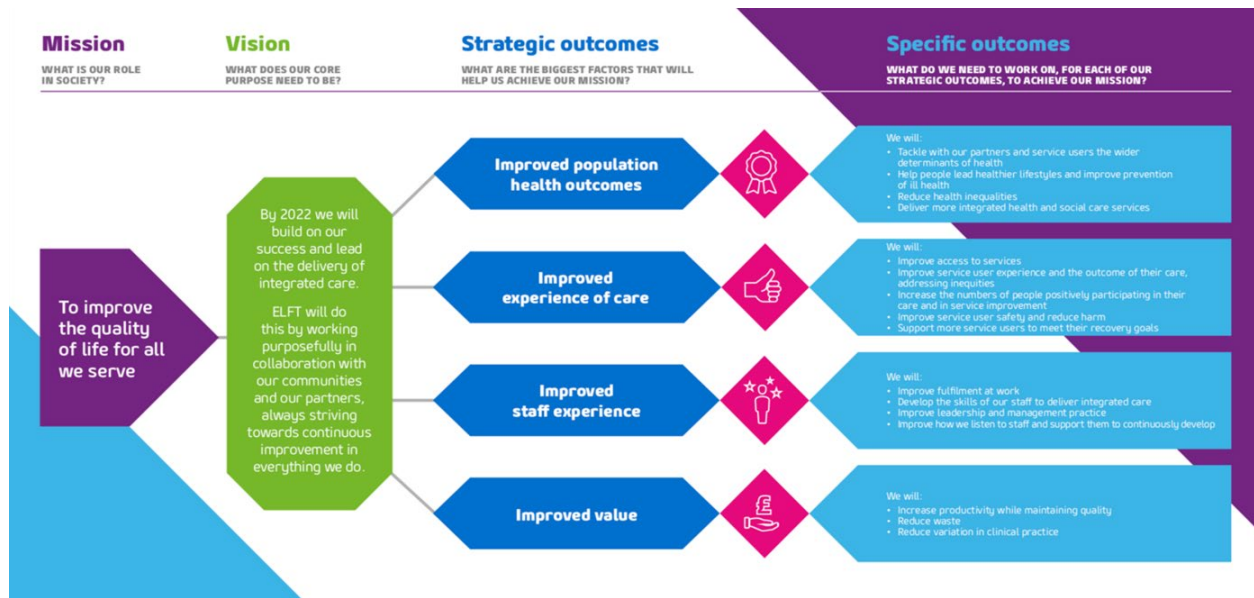 Mission
WHAT IS OUR ROLE
IN SOCIETY?
Vision
WHAT DOES OUR CORE
PURPOSE NEED TO BE?
Strategic outcomes
WHAT ARE THE BIGGEST FACTORS THAT WILL
HELP US ACHIEVE OUR MISSION?
Specific outcomes
WHAT DO WE NEED TO WORK ON, FOR EACH OF OUR
STRATEGIC OUTCOMES, TO ACHIEVE OUR MISSION?
To improve
the quality
of life for all
we serve
By 2022 we will
build on our
success and lead
on the delivery of
integrated care.
ELFT will do
this by working
purposefully in
collaboration with
our communities
and our partners,
always striving
towards continuous
improvement in
everything we do.
Improved population
health outcomes
We will:
• Tackle with our partners and service users the wider
determinants of health
• Help people lead healthier lifestyles and improve prevention
of ill health
• Reduce health inequalities
• Deliver more integrated health and social care services
Improved
experience of care
We will:
• Improve access to services
• Improve service user experience and the outcome of their care,
addressing inequities
• Increase the numbers of people positively participating in their
care and in service improvement
• Improve service user safety and reduce harm
• Support more service users to meet their recovery goals
Improved
staff experience
We will:
• Improve fulfilment at work
• Develop the skills of our staff to deliver integrated care
• Improve leadership and management practice
• Improve how we listen to staff and support them to continuously develop
Improved value
£
We will:
• Increase productivity while maintaining quality
• Reduce waste
• Reduce variation in clinical practice